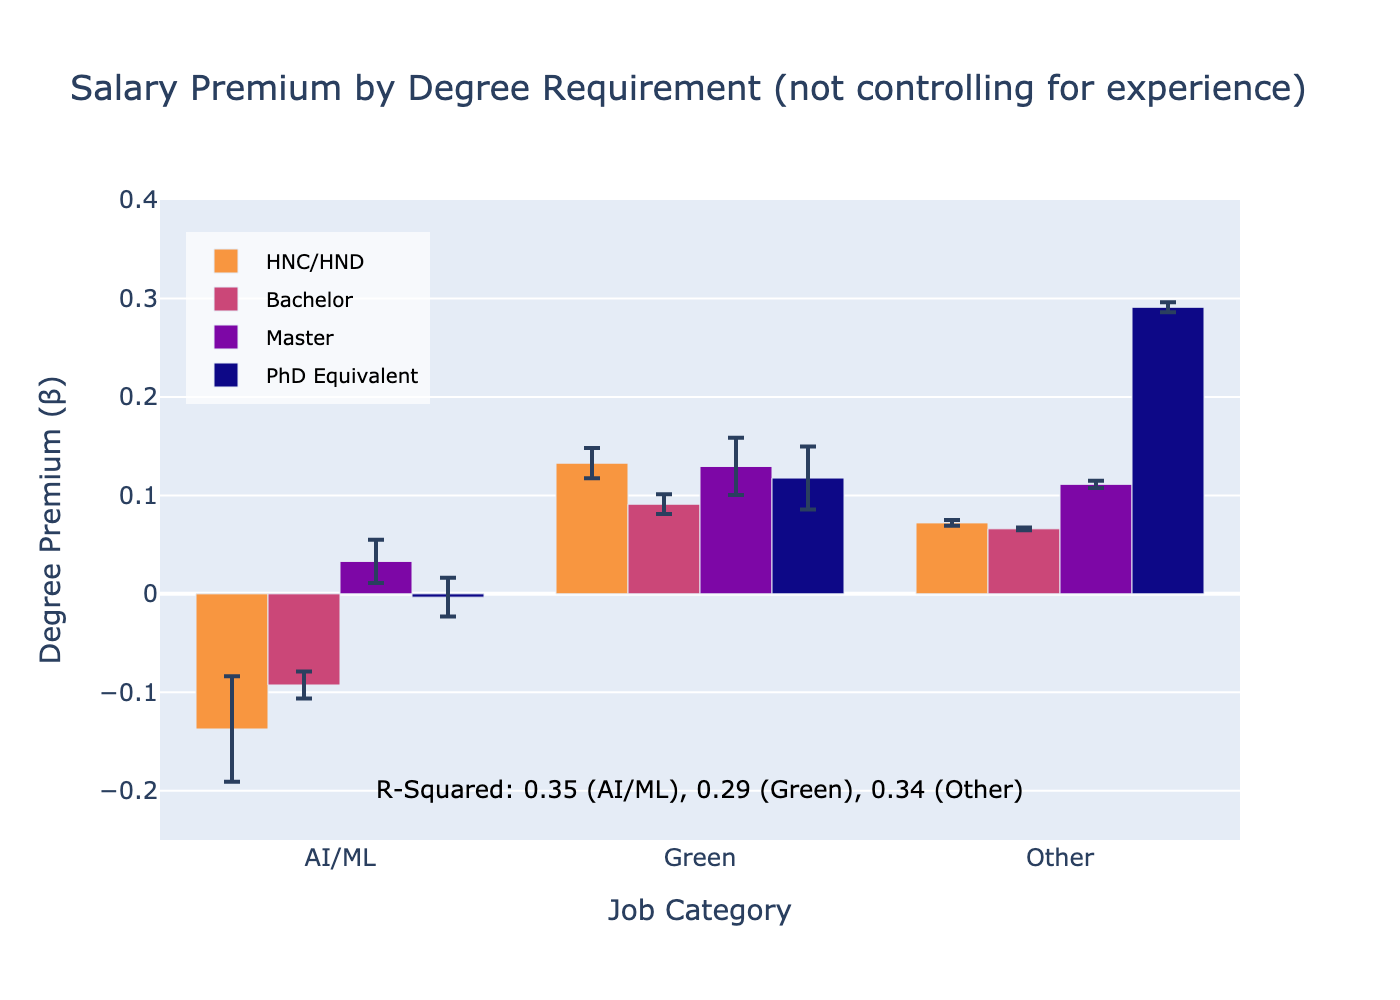 Salary Premium by Degree Requirement (not controlling for experience)
0.4
0.3
0.2
0.1
0
−0.1
−0.2
Degree Premium (β)
HNC/HND
Bachelor
Master
PhD Equivalent
R-Squared: 0.35 (AI/ML), 0.29 (Green), 0.34 (Other)
AI/ML
Green
Other
Job Category